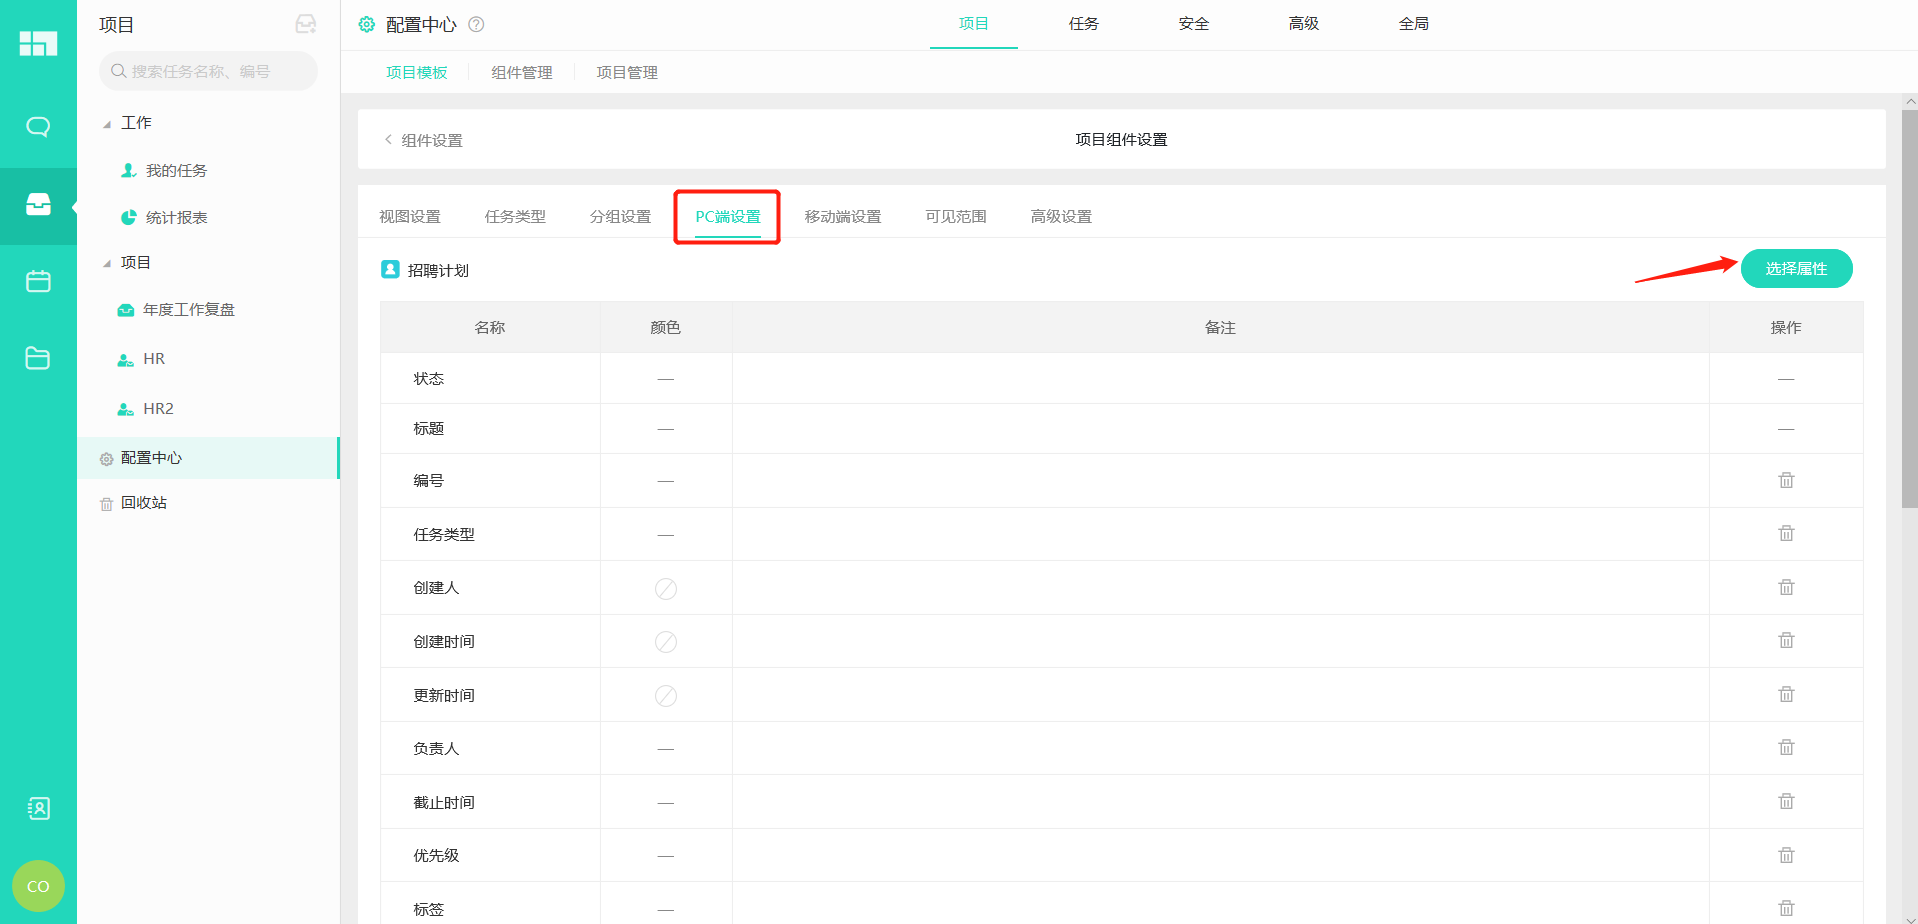 项目
搜索任务名称、编号
工作
我的任务
统计报表
项目
年度工作复盘
HR
HR2
配置中心
回收站
CO
配置中心 ?
项目 任务 安全 高级 全局
项目模板 组件管理 项目管理
< 组件设置 项目组件设置
视图设置 任务类型 分组设置 PC端设置 移动端设置 可见范围 高级设置
招聘计划 选择属性
名称 颜色 备注 操作
状态 — —
标题 — —
编号 —
任务类型 —
创建人
创建时间
更新时间
负责人 —
截止时间 —
优先级 —
标签 —